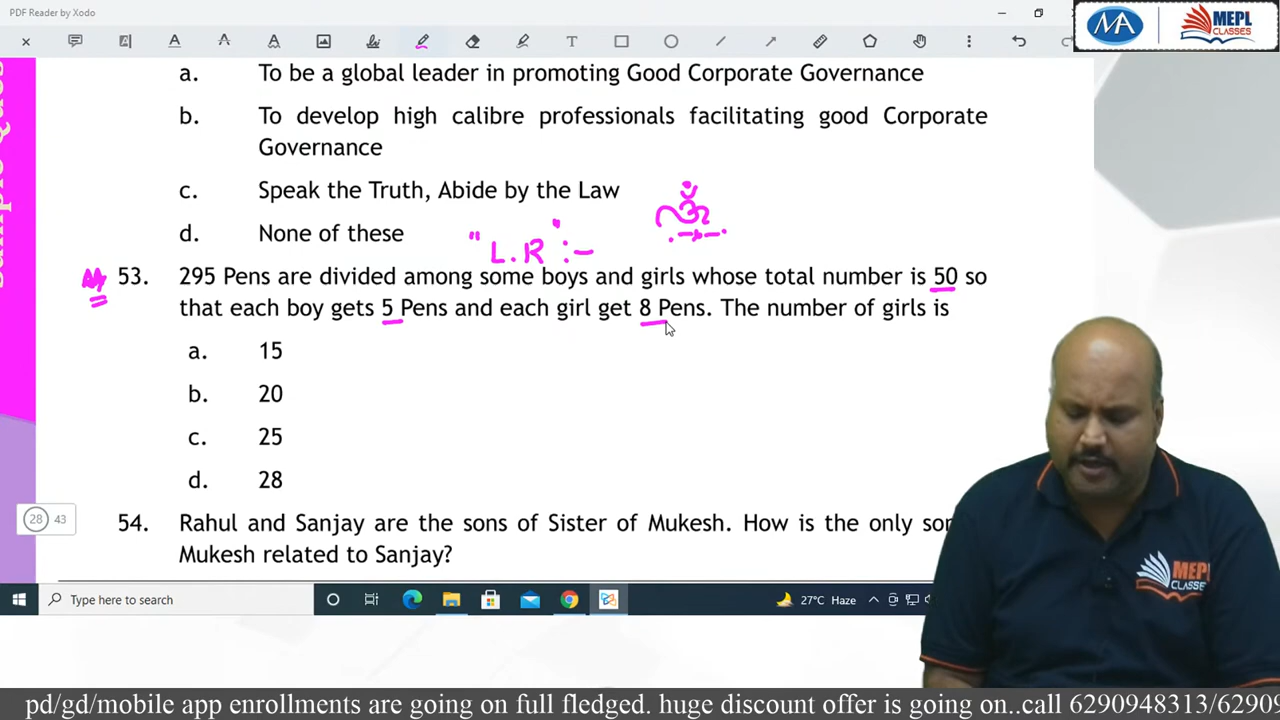 PDF Reader by Xodo
MA
MEPL
CLASSES
a. To be a global leader in promoting Good Corporate Governance
b. To develop high calibre professionals facilitating good Corporate
Governance
c. Speak the Truth, Abide by the Law
d. None of these
"L.R" :-
53. 295 Pens are divided among some boys and girls whose total number is 50 so
that each boy gets 5 Pens and each girl get 8 Pens. The number of girls is
a. 15
b. 20
c. 25
d. 28
28 43
54. Rahul and Sanjay are the sons of Sister of Mukesh. How is the only
Mukesh related to Sanjay?
MEPL
CLASSES
Type here to search
27°C Haze
pd/gd/mobile app enrollments are going on full fledged. huge discount offer is going on..call 6290948313/6290